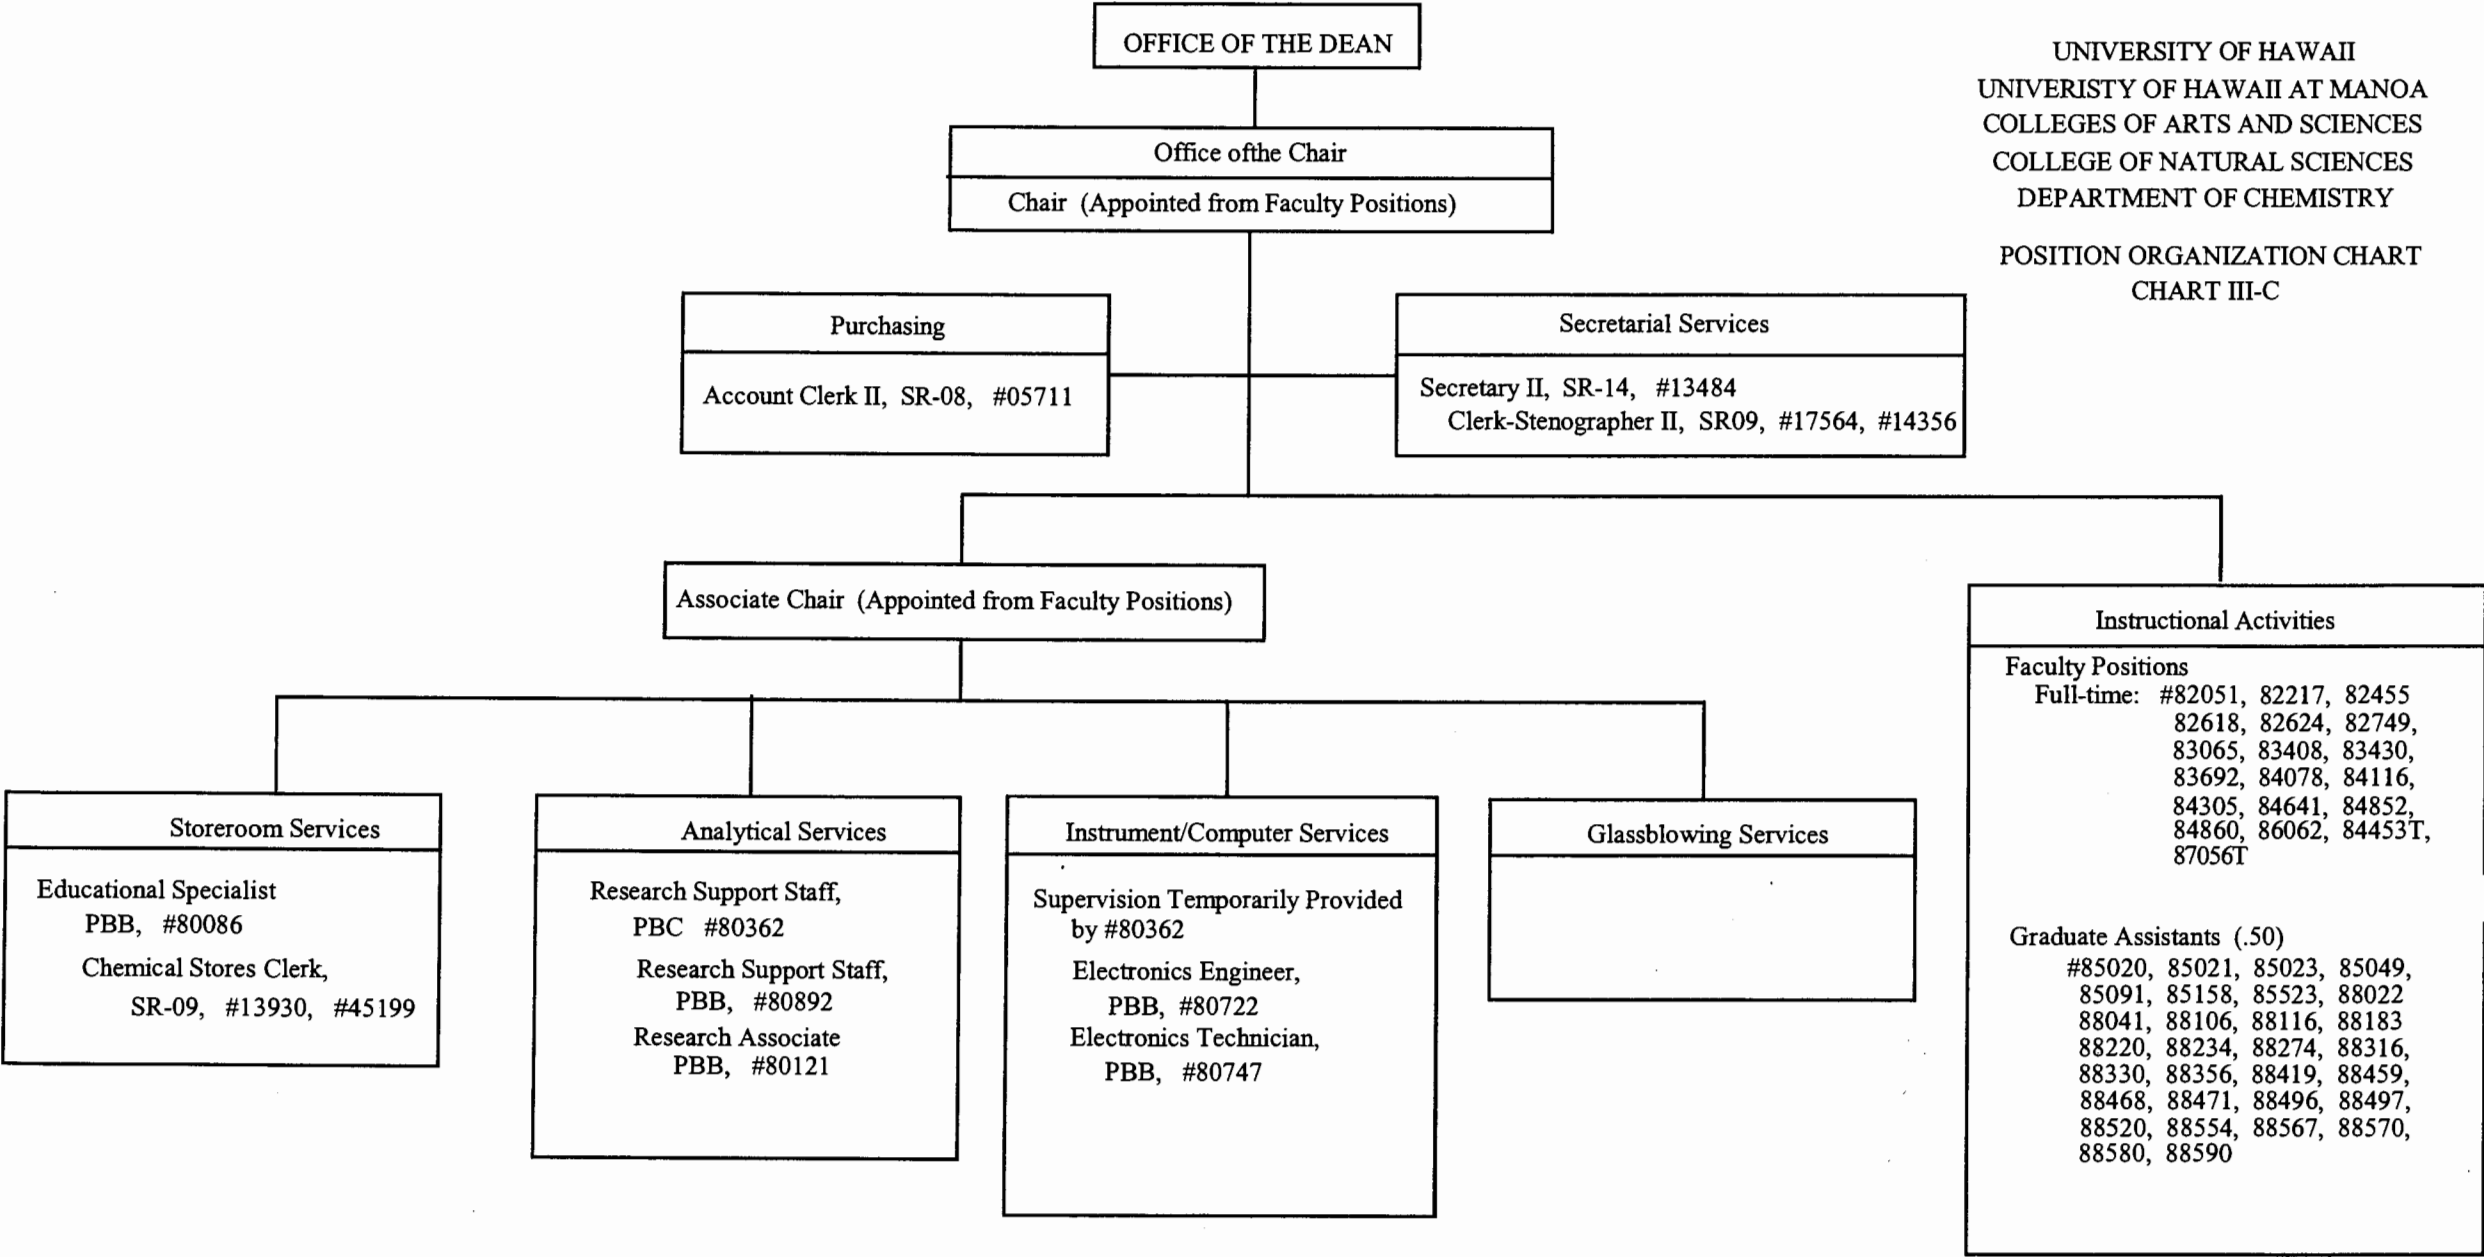 OFFICE OF THE DEAN
UNIVERSITY OF HAWAII
UNIVERISTY OF HAWAII AT MANOA
COLLEGES OF ARTS AND SCIENCES
COLLEGE OF NATURAL SCIENCES
DEPARTMENT OF CHEMISTRY
POSITION ORGANIZATION CHART
CHART III-C
Office ofthe Chair
Chair (Appointed from Faculty Positions)
Purchasing
Account Clerk II, SR-08, #05711
Secretarial Services
Secretary II, SR-14, #13484
Clerk-Stenographer II, SR09, #17564, #14356
Associate Chair (Appointed from Faculty Positions)
Storeroom Services
Educational Specialist
PBB, #80086
Chemical Stores Clerk,
SR-09, #13930, #45199
Analytical Services
Research Support Staff,
PBC #80362
Research Support Staff,
PBB, #80892
Research Associate
PBB, #80121
Instrument/Computer Services
Supervision Temporarily Provided
by #80362
Electronics Engineer,
PBB, #80722
Electronics Technician,
PBB, #80747
Glassblowing Services
Instructional Activities
Faculty Positions
Full-time: #82051, 82217, 82455
82618, 82624, 82749,
83065, 83408, 83430,
83692, 84078, 84116,
84305, 84641, 84852,
84860, 86062, 84453T,
87056T
Graduate Assistants (.50)
#85020, 85021, 85023, 85049,
85091, 85158, 85523, 88022
88041, 88106, 88116, 88183
88220, 88234, 88274, 88316,
88330, 88356, 88419, 88459,
88468, 88471, 88496, 88497,
88520, 88554, 88567, 88570,
88580, 88590